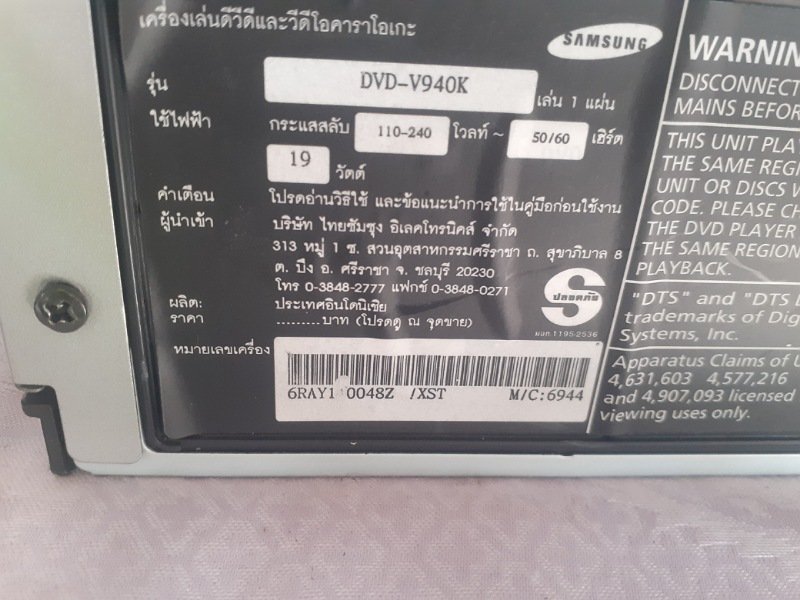 เครื่องเล่นดีวีดีและวีดีโอคาราโอเกะ
SAMSUNG
รุ่น DVD-V940K เล่น 1 แผ่น
ใช้ไฟฟ้า กระแสสลับ 110-240 โวลท์ ~ 50/60 เฮิร์ต
19 วัตต์
คำเตือน โปรดอ่านวิธีใช้ และข้อแนะนำการใช้ในคู่มือก่อนใช้งาน
ผู้นำเข้า บริษัท ไทยซัมซุง อิเลคโทรนิคส์ จำกัด
313 หมู่ 1 ซ. สวนอุตสาหกรรมศรีราชา ถ. สุขาภิบาล 8
ต. บึง อ. ศรีราชา จ. ชลบุรี 20230
โทร 0-3848-2777 แฟกซ์ 0-3848-0271
ผลิต: ประเทศอินโดนิเซีย
ราคา .........บาท (โปรดดู ณ จุดขาย)
ปลอดภัย
มอก.1195-2536
หมายเลขเครื่อง
6RAY1 0048Z /XST M/C:6944
DISCONNECT
MAINS BEFOR
THIS UNIT PLA
THE SAME REGI
UNIT OR DISCS W
CODE. PLEASE CH
THE DVD PLAYER
THE SAME REGION
PLAYBACK.
"DTS" and "DTS
trademarks of Dig
Systems, Inc.
Apparatus Claims of U
4,631,603 4,577,216
and 4,907,093 licensed
viewing uses only.